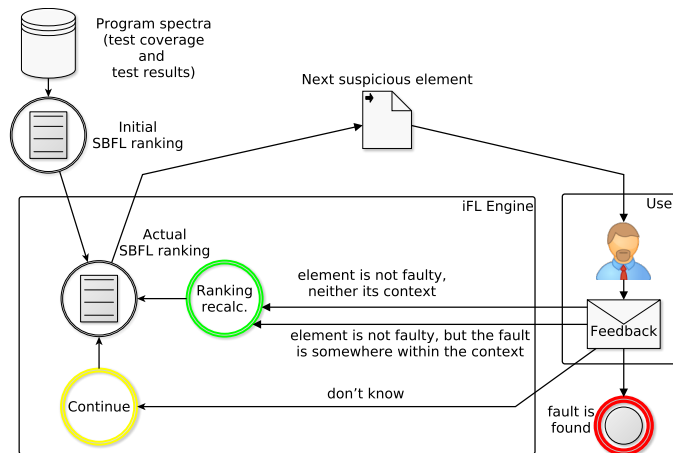 Program spectra
(test coverage
and
test results)
Next suspicious element
Initial
SBFL ranking
iFL Engine
Use
Actual
SBFL ranking
Ranking
recalc.
element is not faulty,
neither its context
Feedback
element is not faulty, but the fault
is somewhere within the context
don’t know
Continue
fault is
found